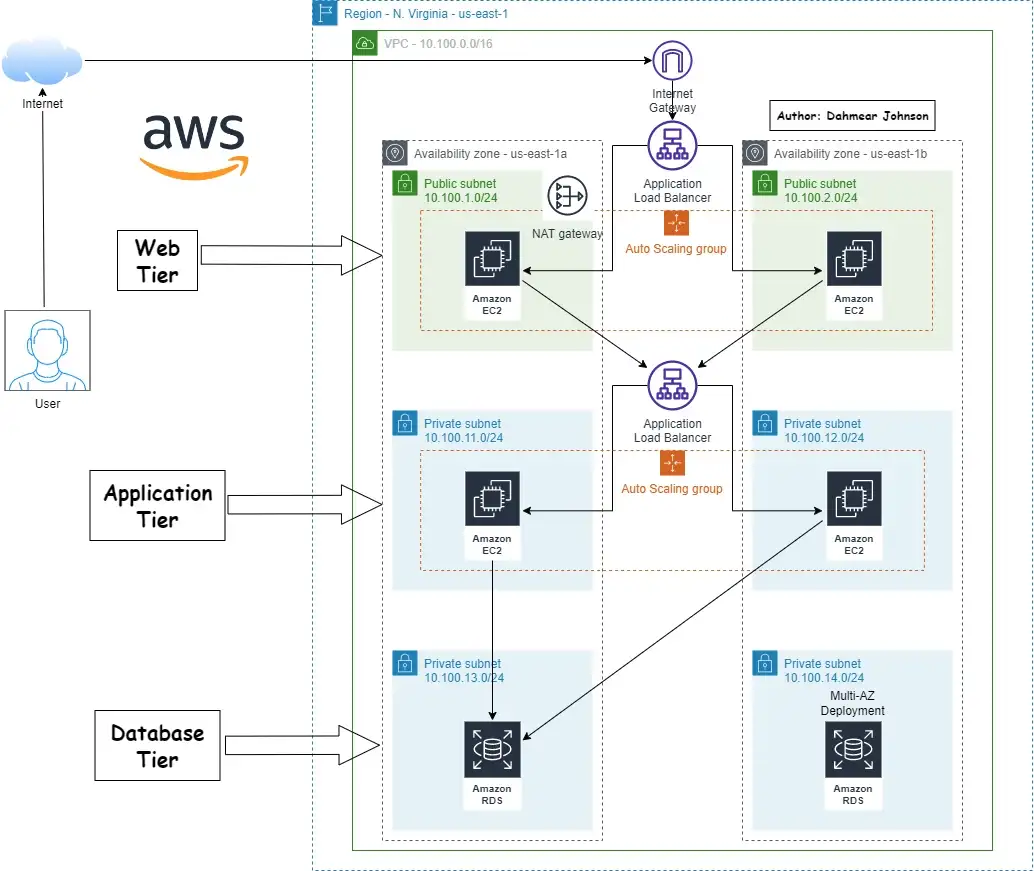 Region - N. Virginia - us-east-1
VPC - 10.100.0.0/16
Internet
Internet
Gateway
aws
Author: Dahmear Johnson
Availability zone - us-east-1a
Availability zone - us-east-1b
Public subnet
10.100.1.0/24
Application
Load Balancer
Public subnet
10.100.2.0/24
NAT gateway
Auto Scaling group
Web
Tier
Amazon
EC2
Amazon
EC2
User
Private subnet
10.100.11.0/24
Application
Load Balancer
Private subnet
10.100.12.0/24
Auto Scaling group
Application
Tier
Amazon
EC2
Amazon
EC2
Private subnet
10.100.13.0/24
Private subnet
10.100.14.0/24
Multi-AZ
Deployment
Database
Tier
Amazon
RDS
Amazon
RDS